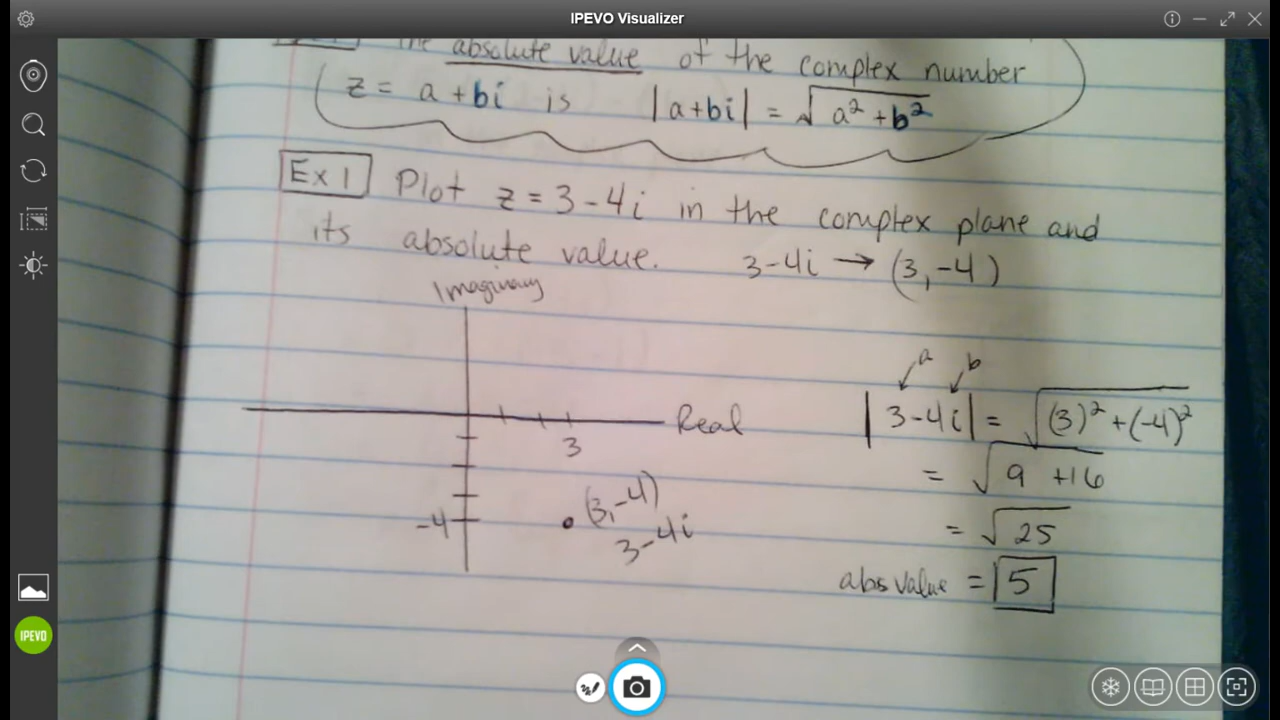 IPEVO Visualizer
the absolute value of the complex number
z = a + bi is |a+bi| = √(a² + b²)
Ex 1 Plot z = 3 - 4i in the complex plane and
its absolute value. 3-4i → (3, -4)
Imaginary
a b
Real
|3-4i| = √((3)² + (-4)²)
3
= √(9 + 16)
(3, -4)
-4
3-4i
= √25
abs value = 5
IPEVO